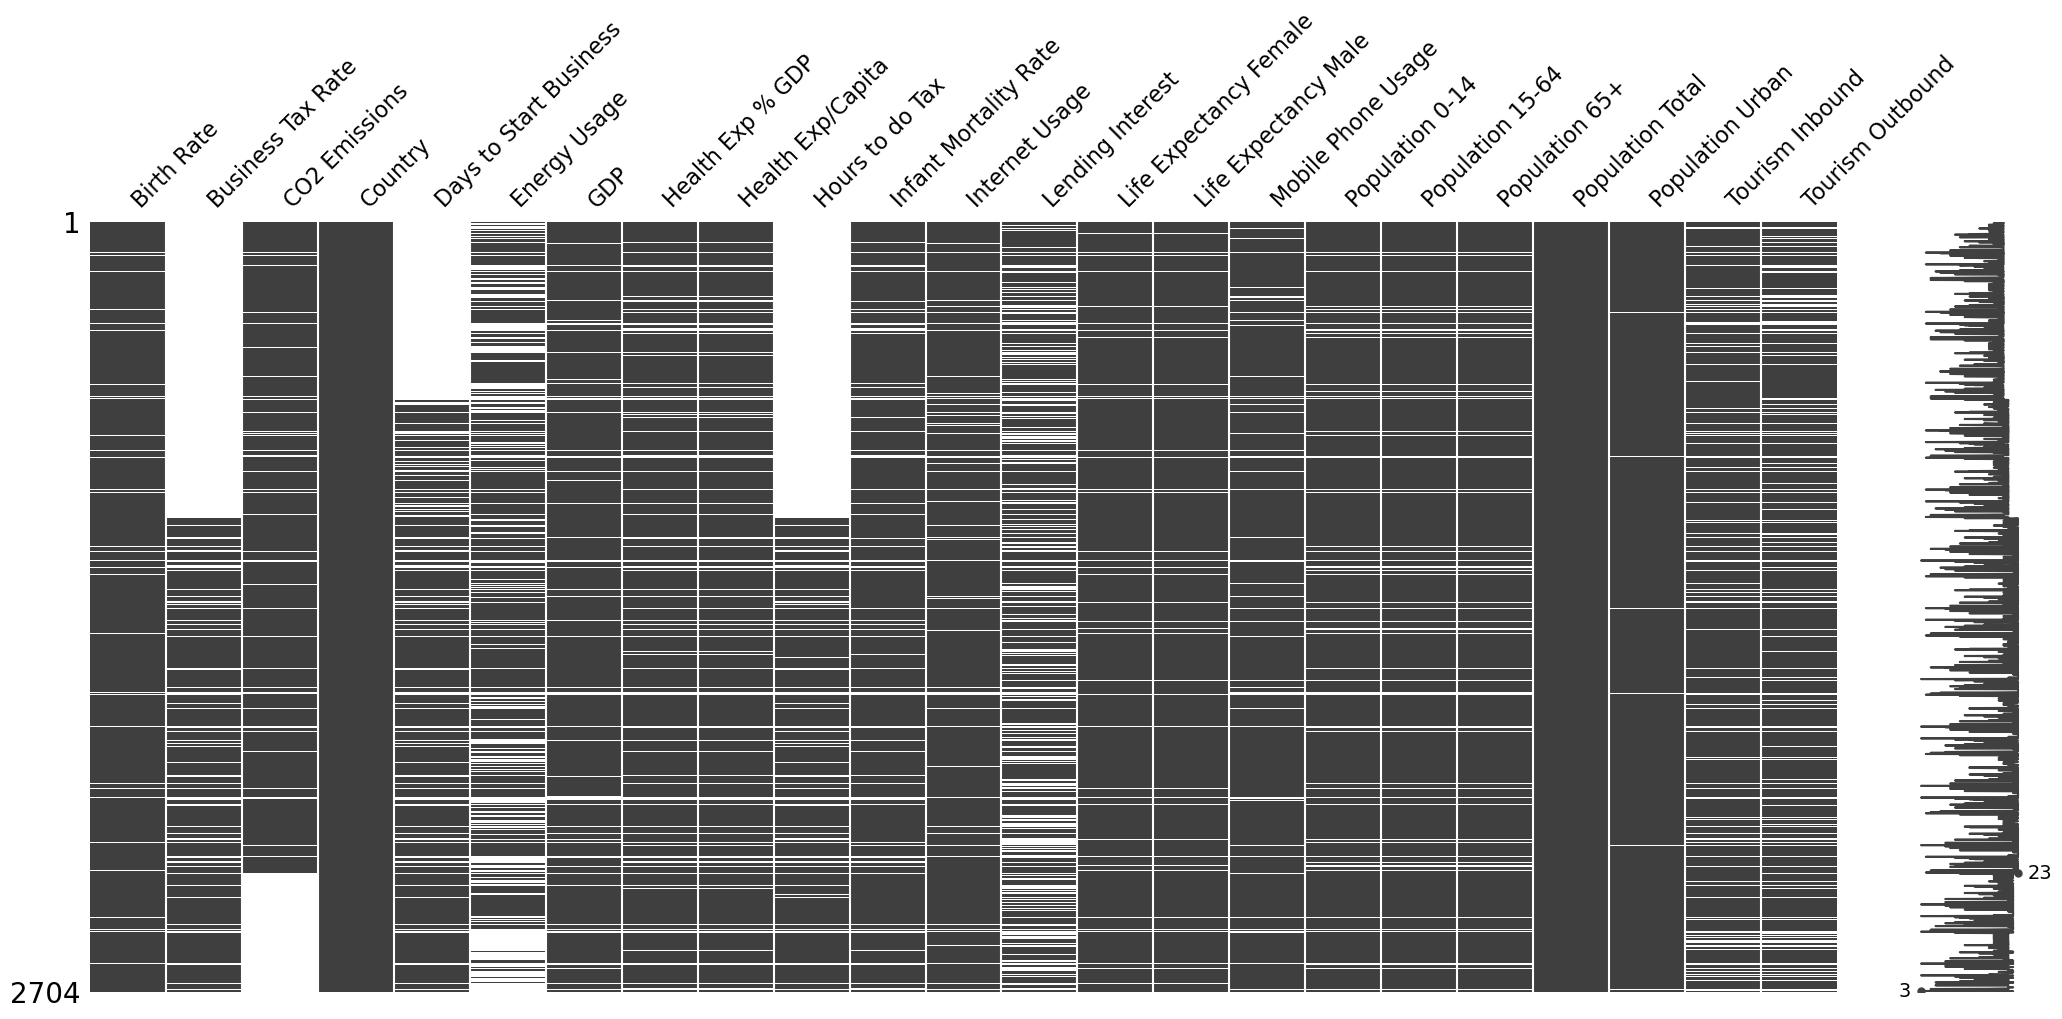 Birth Rate
Business Tax Rate
CO2 Emissions
Country
Days to Start Business
Energy Usage
GDP
Health Exp % GDP
Health Exp/Capita
Hours to do Tax
Infant Mortality Rate
Internet Usage
Lending Interest
Life Expectancy Female
Life Expectancy Male
Mobile Phone Usage
Population 0-14
Population 15-64
Population 65+
Population Total
Population Urban
Tourism Inbound
Tourism Outbound
1
23
2704
3